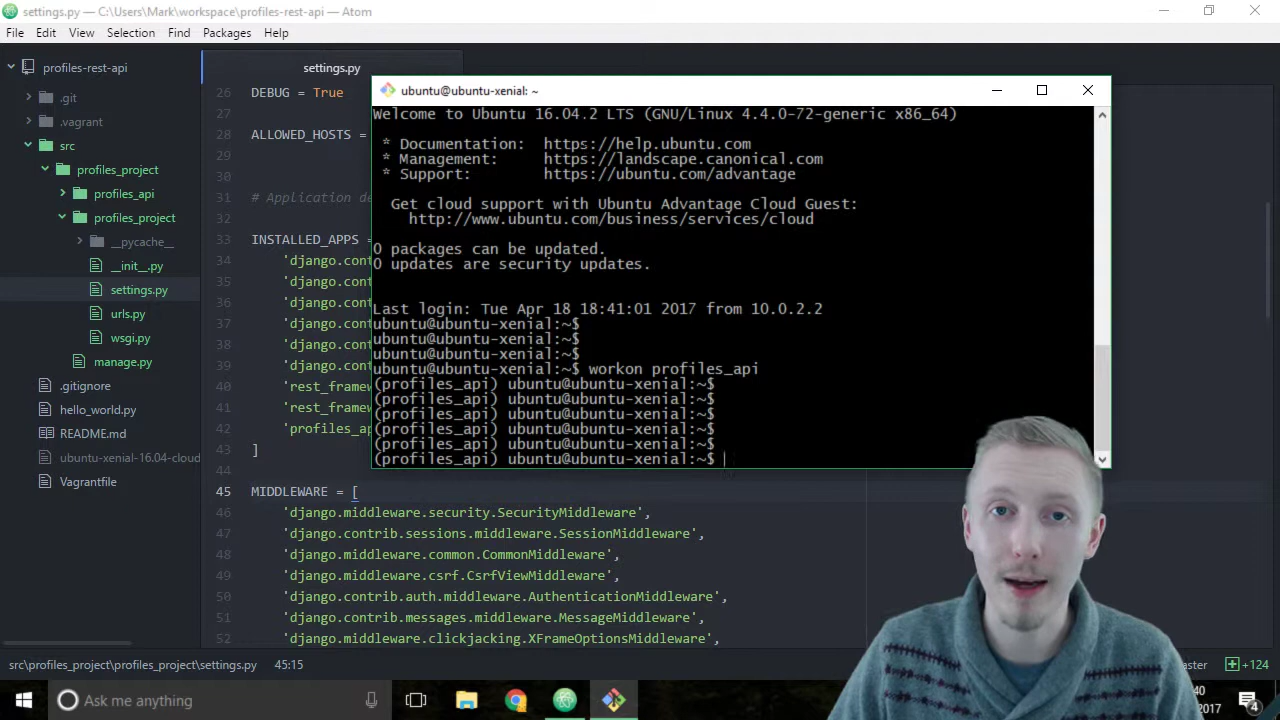 settings.py — C:\Users\Mark\workspace\profiles-rest-api — Atom
File Edit View Selection Find Packages Help
profiles-rest-api
.git
.vagrant
src
profiles_project
profiles_api
profiles_project
__pycache__
__init__.py
settings.py
urls.py
wsgi.py
manage.py
.gitignore
hello_world.py
README.md
ubuntu-xenial-16.04-cloud
Vagrantfile
settings.py
26 DEBUG = True
27
28 ALLOWED_HOSTS =
29
31 # Application de
32
33 INSTALLED_APPS =
34 'django.cont
35 'django.cont
36 'django.cont
37 'django.cont
38 'django.cont
39 'django.cont
40 'rest_framew
41 'rest_framew
42 'profiles_ap
43 ]
44
45 MIDDLEWARE = [
46 'django.middleware.security.SecurityMiddleware',
47 'django.contrib.sessions.middleware.SessionMiddleware',
48 'django.middleware.common.CommonMiddleware',
49 'django.middleware.csrf.CsrfViewMiddleware',
50 'django.contrib.auth.middleware.AuthenticationMiddleware',
51 'django.contrib.messages.middleware.MessageMiddleware',
52 'django.middleware.clickjacking.XFrameOptionsMiddleware',
ubuntu@ubuntu-xenial: ~
Welcome to Ubuntu 16.04.2 LTS (GNU/Linux 4.4.0-72-generic x86_64)
* Documentation: https://help.ubuntu.com
* Management: https://landscape.canonical.com
* Support: https://ubuntu.com/advantage
Get cloud support with Ubuntu Advantage Cloud Guest:
http://www.ubuntu.com/business/services/cloud
0 packages can be updated.
0 updates are security updates.
Last login: Tue Apr 18 18:41:01 2017 from 10.0.2.2
ubuntu@ubuntu-xenial:~$
ubuntu@ubuntu-xenial:~$
ubuntu@ubuntu-xenial:~$
ubuntu@ubuntu-xenial:~$ workon profiles_api
(profiles_api) ubuntu@ubuntu-xenial:~$
(profiles_api) ubuntu@ubuntu-xenial:~$
(profiles_api) ubuntu@ubuntu-xenial:~$
(profiles_api) ubuntu@ubuntu-xenial:~$
(profiles_api) ubuntu@ubuntu-xenial:~$
(profiles_api) ubuntu@ubuntu-xenial:~$
src\profiles_project\profiles_project\settings.py 45:15
aster +124
Ask me anything
40
2017
4